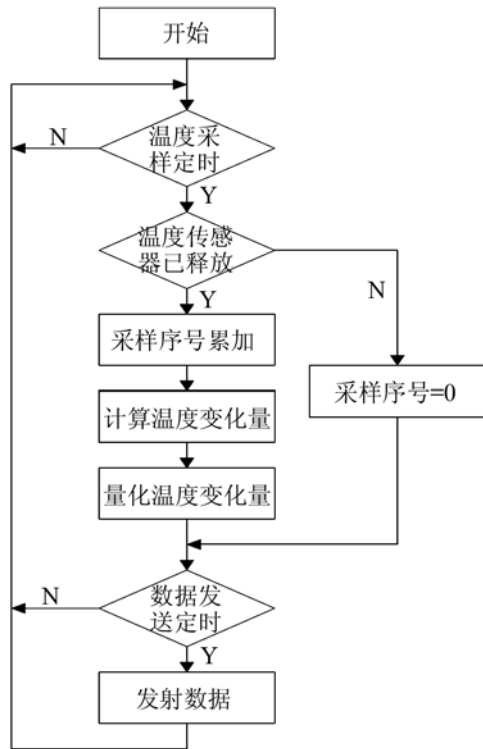 开始
N
温度采
样定时
Y
温度传感
器已释放
N
Y
采样序号累加
采样序号=0
计算温度变化量
量化温度变化量
N
数据发
送定时
Y
发射数据